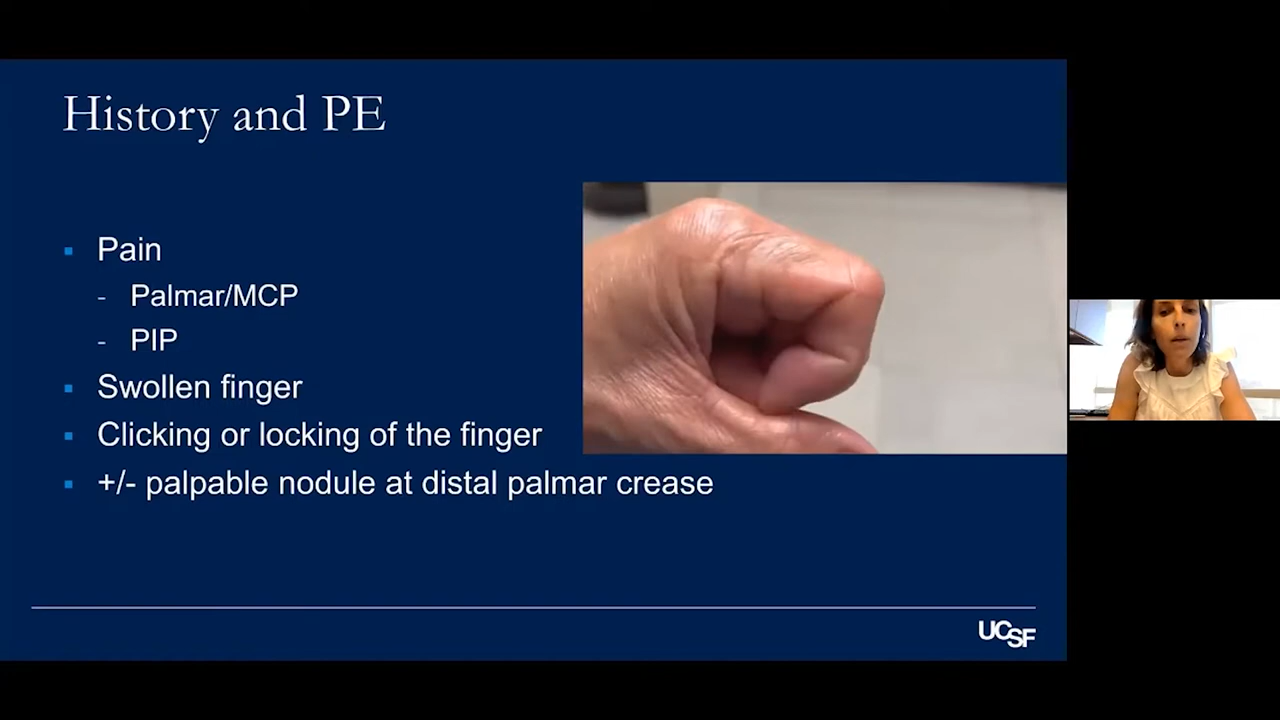 History and PE
▪ Pain
- Palmar/MCP
- PIP
▪ Swollen finger
▪ Clicking or locking of the finger
▪ +/- palpable nodule at distal palmar crease
UCSF